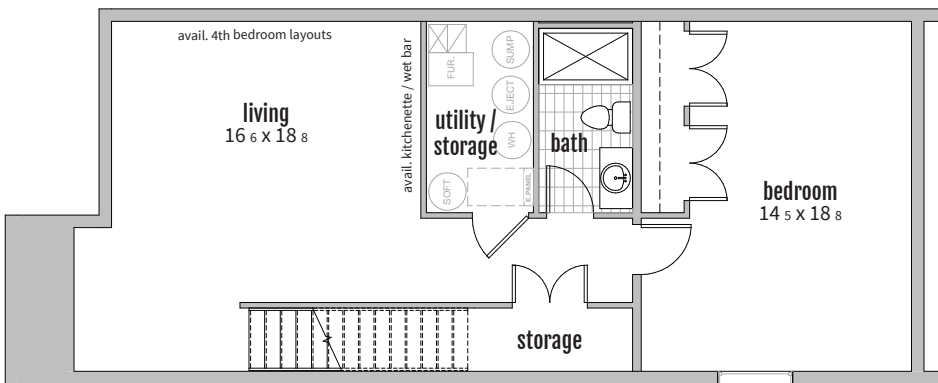 avail. 4th bedroom layouts
living
16 6 x 18 8
avail. kitchenette / wet bar
FUR.
SUMP
EJECT
WH
SOFT
E.PANEL
utility /
storage
bath
bedroom
14 5 x 18 8
storage